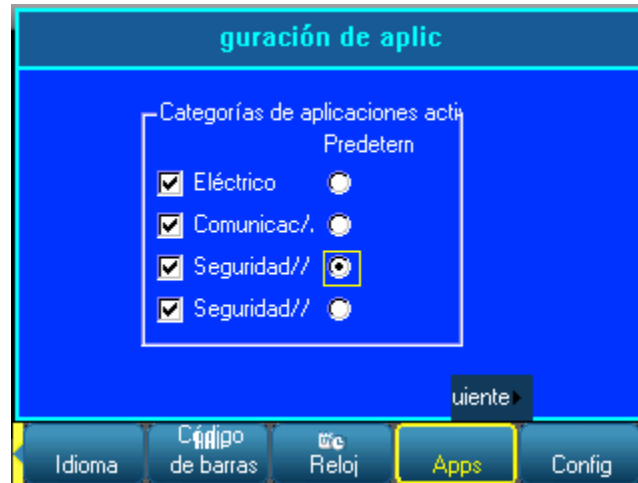 guración de aplic
Categorías de aplicaciones acti
Predetern
Eléctrico
Comunicac/.
Seguridad//
Seguridad//
uiente
Idioma
Código
de barras
Reloj
Apps
Config